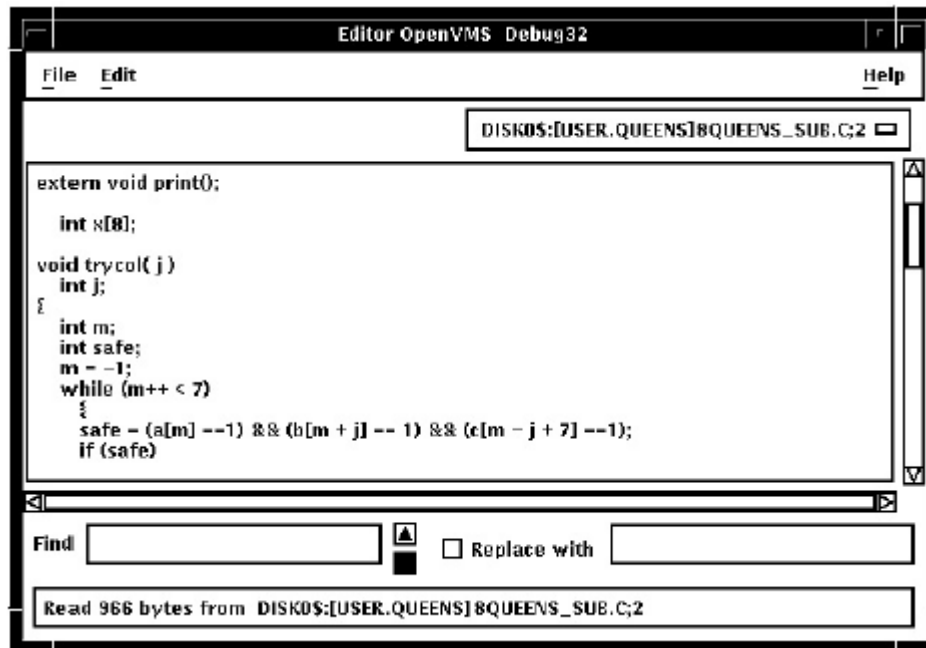 Editor OpenVMS Debug32
File Edit Help
DISK0$:[USER.QUEENS]8QUEENS_SUB.C;2
extern void print();
int x[8];
void trycol( j )
int j;
{
int m;
int safe;
m = -1;
while (m++ < 7)
{
safe = (a[m] ==1) && (b[m + j] == 1) && (c[m - j + 7] ==1);
if (safe)
Find Replace with
Read 966 bytes from DISK0$:[USER.QUEENS]8QUEENS_SUB.C;2